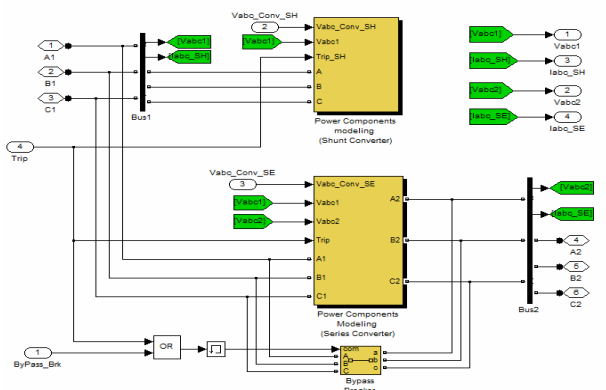 Vabc_Conv_SH
2
Vabc_Conv_SH
[Vabc1]
Vabc1
Trip_SH
A
B
C
Power Components
modeling
(Shunt Converter)
1
A1
2
B1
3
C1
[Vabc1]
[Iabc_SH]
Bus1
4
Trip
[Vabc1]
1
Vabc1
[Iabc_SH]
3
Iabc_SH
[Vabc2]
2
Vabc2
[Iabc_SE]
4
Iabc_SE
Vabc_Conv_SE
3
Vabc_Conv_SE
[Vabc1]
Vabc1
[Vabc2]
Vabc2
Trip
A1
B1
C1
A2
B2
C2
Power Components
Modeling
(Series Converter)
[Vabc2]
[Iabc_SE]
4
A2
5
B2
6
C2
Bus2
1
ByPass_Brk
OR
com
A
B
C
a
b
c
Bypass
Breaker